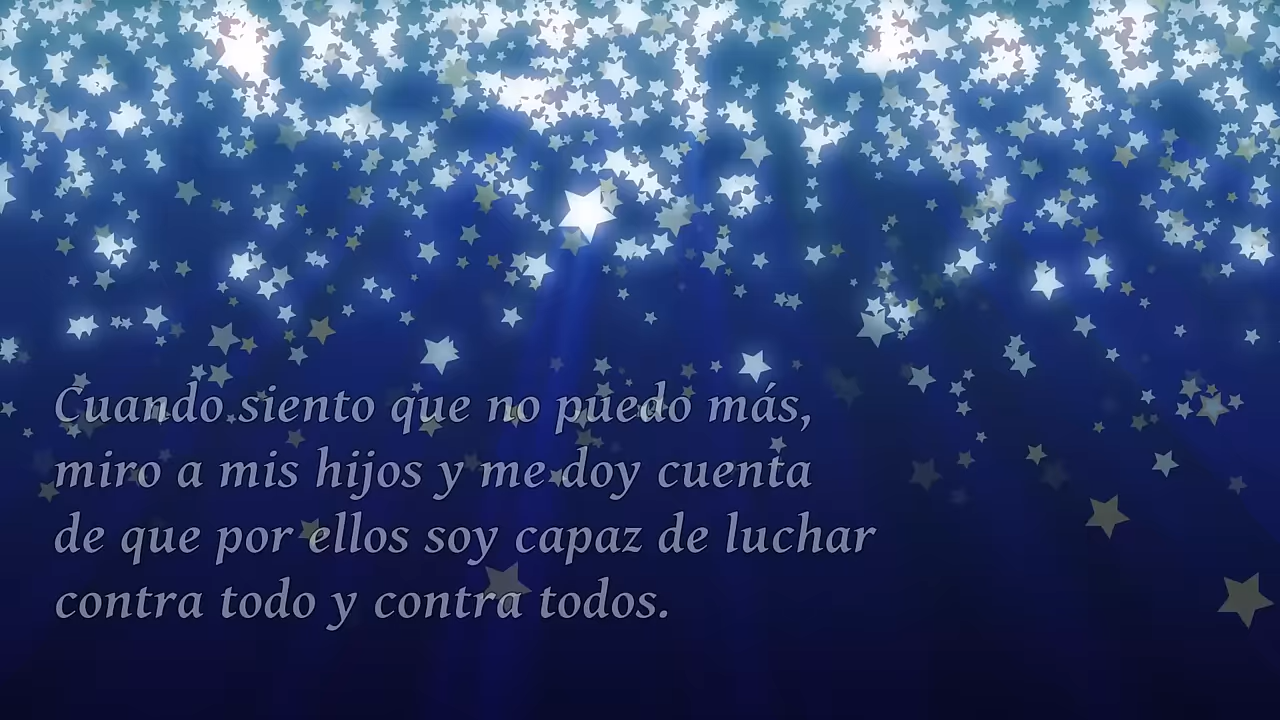 Cuando siento que no puedo más,
miro a mis hijos y me doy cuenta
de que por ellos soy capaz de luchar
contra todo y contra todos.